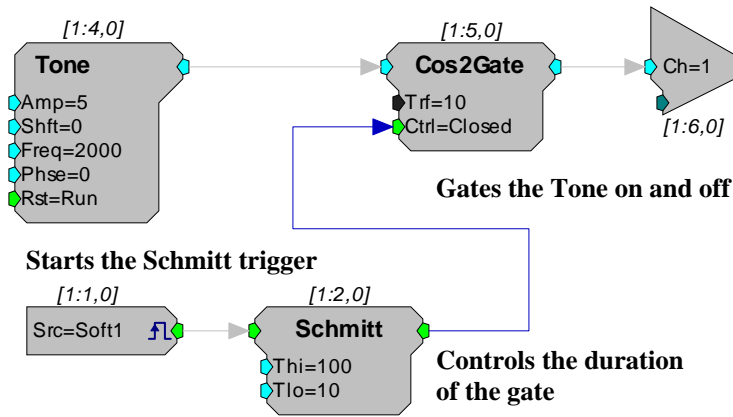 [1:4,0]
Tone
Amp=5
Shft=0
Freq=2000
Phse=0
Rst=Run
[1:5,0]
Cos2Gate
Trf=10
Ctrl=Closed
Ch=1
[1:6,0]
Gates the Tone on and off
Starts the Schmitt trigger
[1:1,0]
Src=Soft1
[1:2,0]
Schmitt
Thi=100
Tlo=10
Controls the duration
of the gate